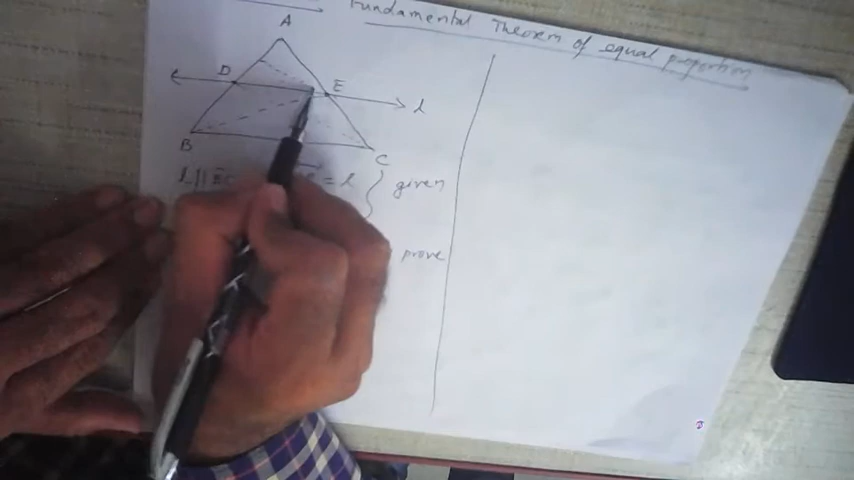 Fundamental Theorem of equal proportion
A
D
E
l
B
C
given
prove